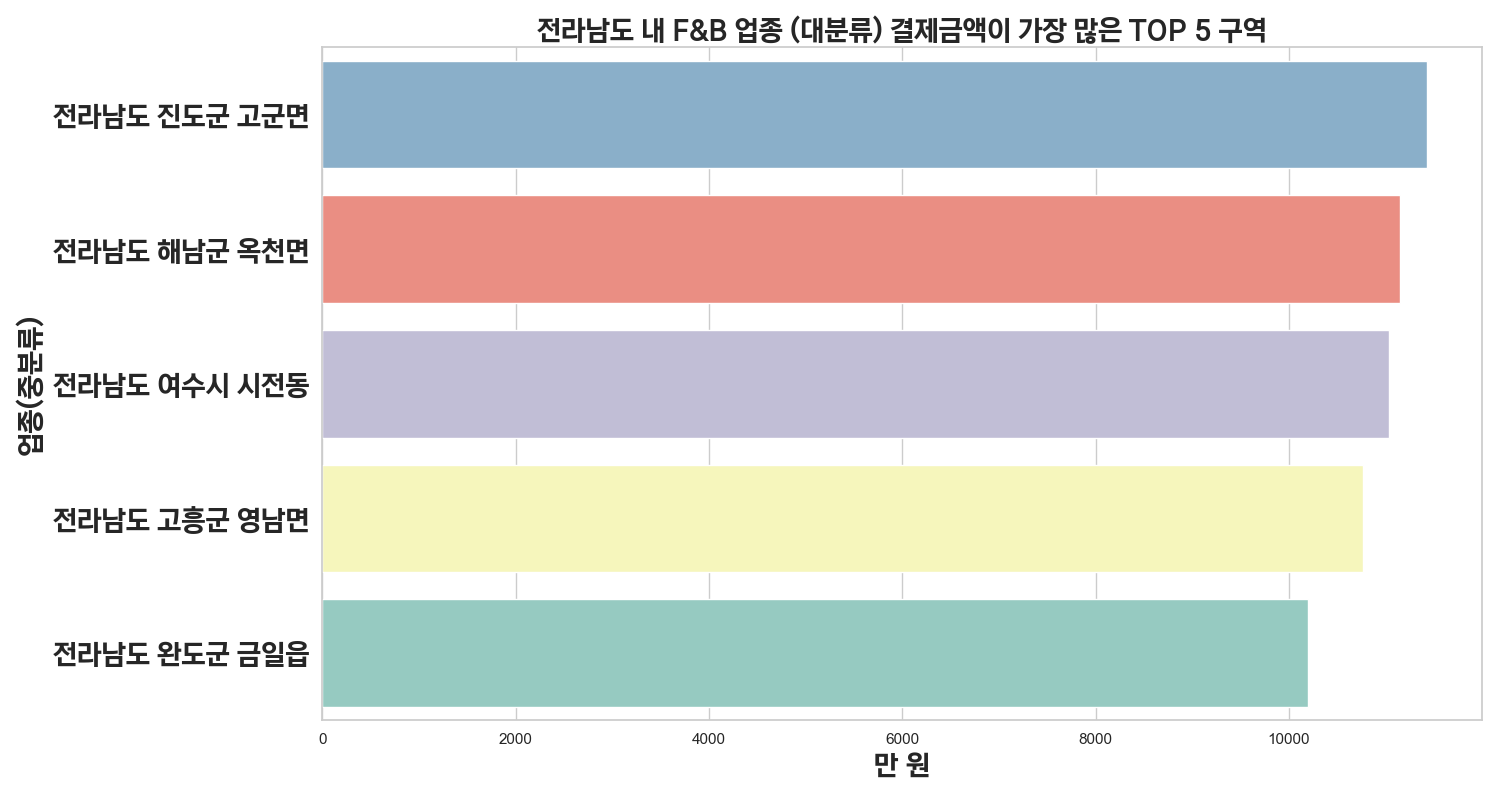 전라남도 내 F&B 업종 (대분류) 결제금액이 가장 많은 TOP 5 구역
업종(중분류)
전라남도 진도군 고군면
전라남도 해남군 옥천면
전라남도 여수시 시전동
전라남도 고흥군 영남면
전라남도 완도군 금일읍
0 2000 4000 6000 8000 10000
만 원